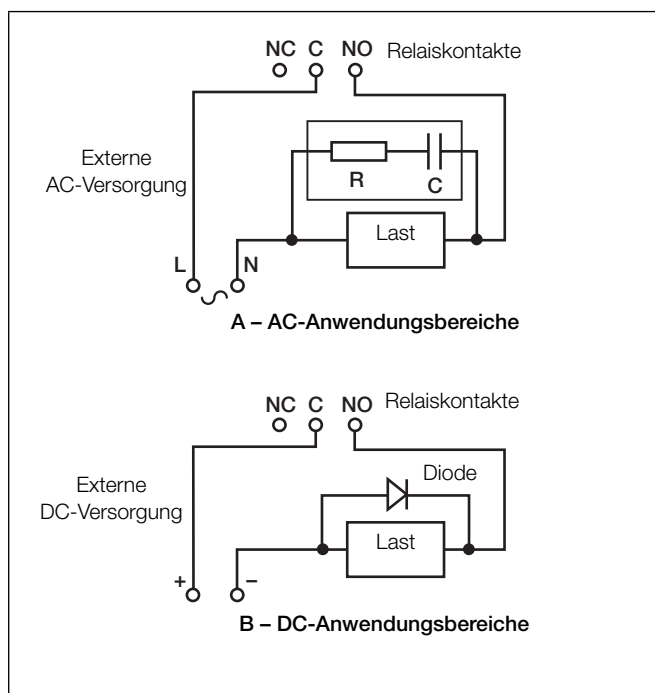 NC C NO Relaiskontakte
Externe
AC-Versorgung
R C
Last
L N
A – AC-Anwendungsbereiche
NC C NO Relaiskontakte
Externe
DC-Versorgung
Diode
Last
+ –
B – DC-Anwendungsbereiche